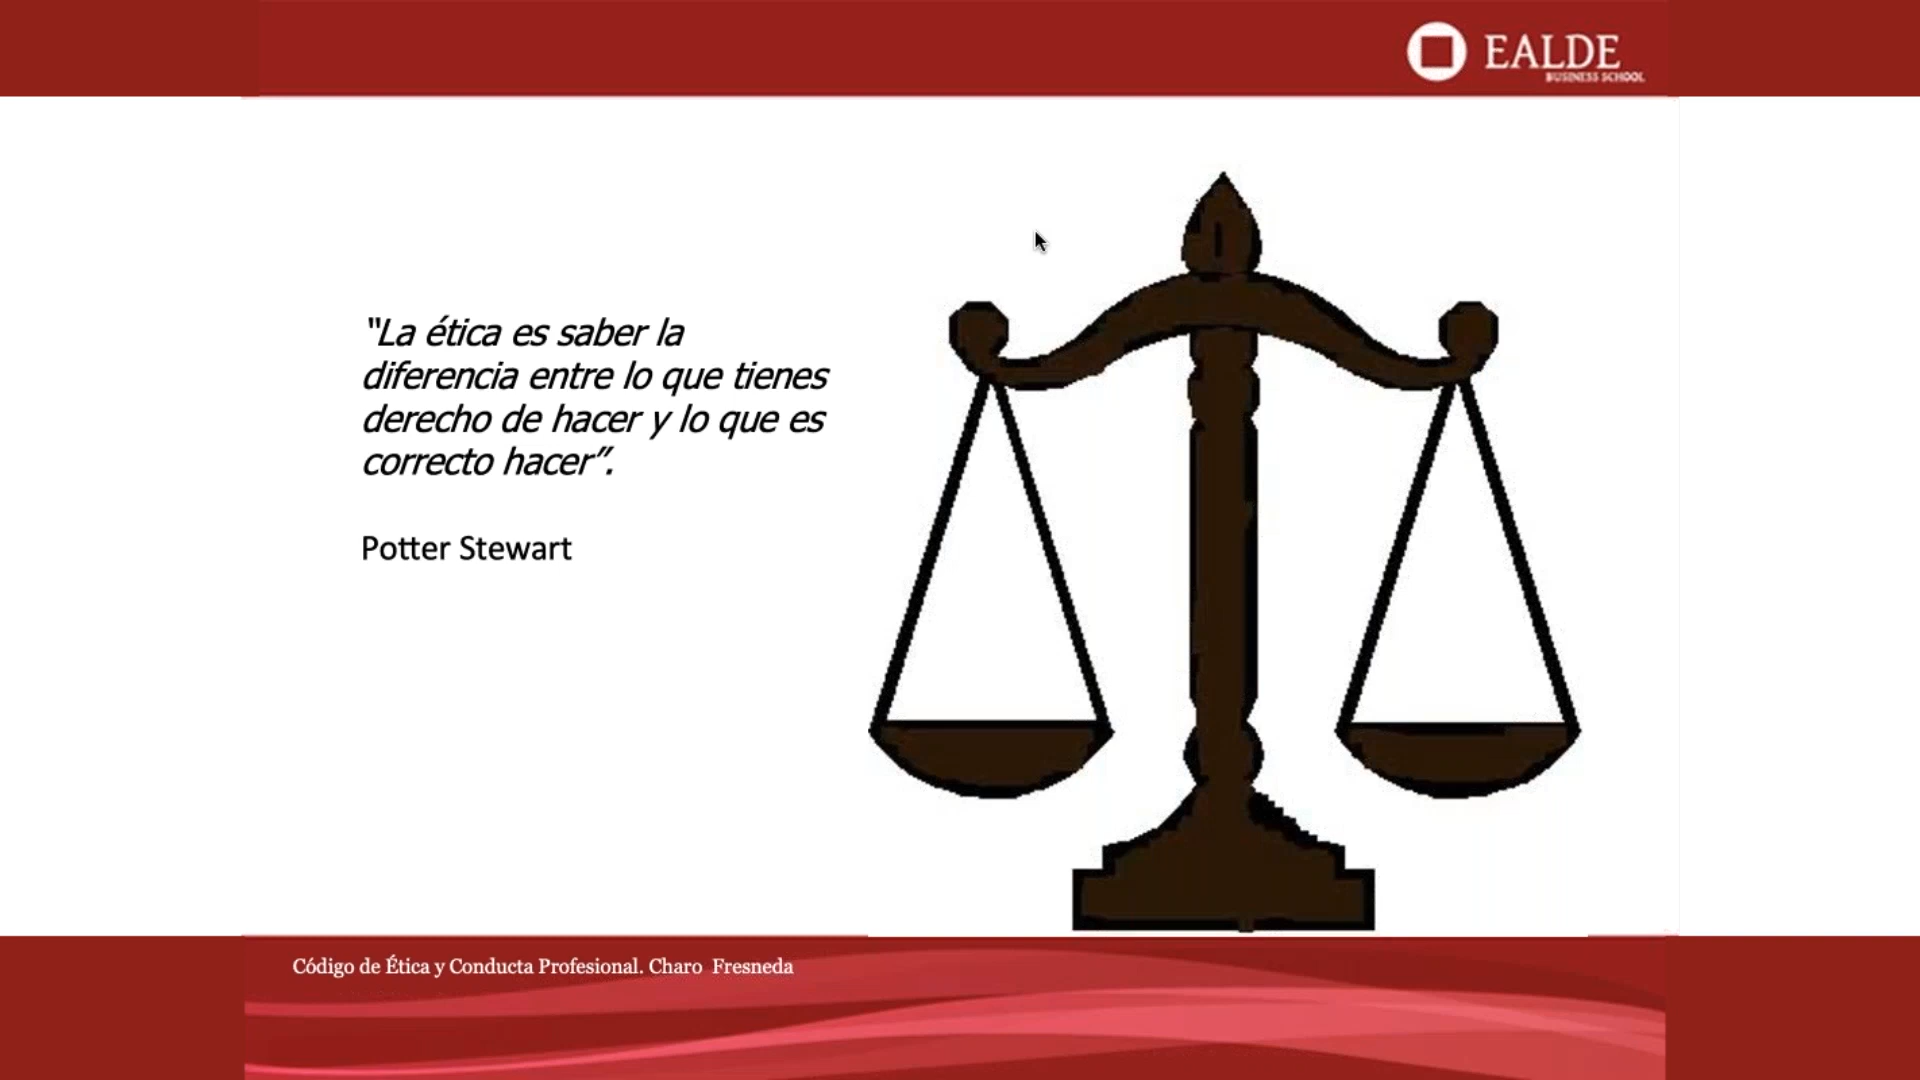 EALDE
BUSINESS SCHOOL
“La ética es saber la
diferencia entre lo que tienes
derecho de hacer y lo que es
correcto hacer”.
Potter Stewart
Código de Ética y Conducta Profesional. Charo  Fresneda